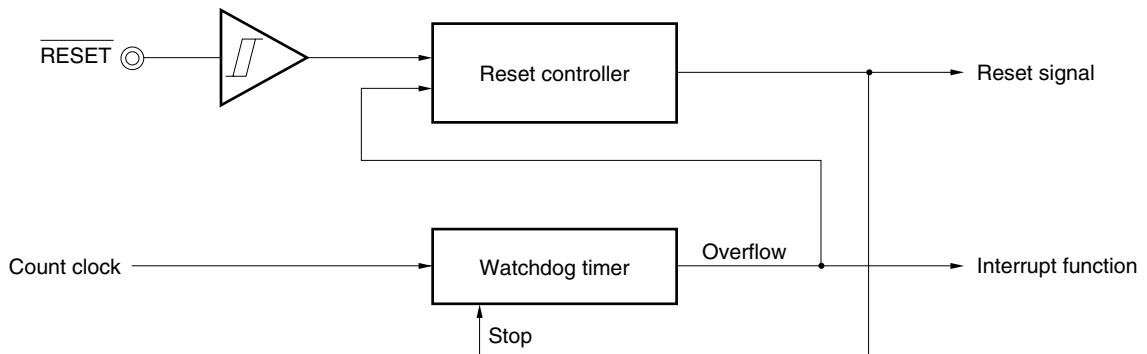 RESET
Reset controller
Reset signal
Count clock
Watchdog timer
Overflow
Interrupt function
Stop